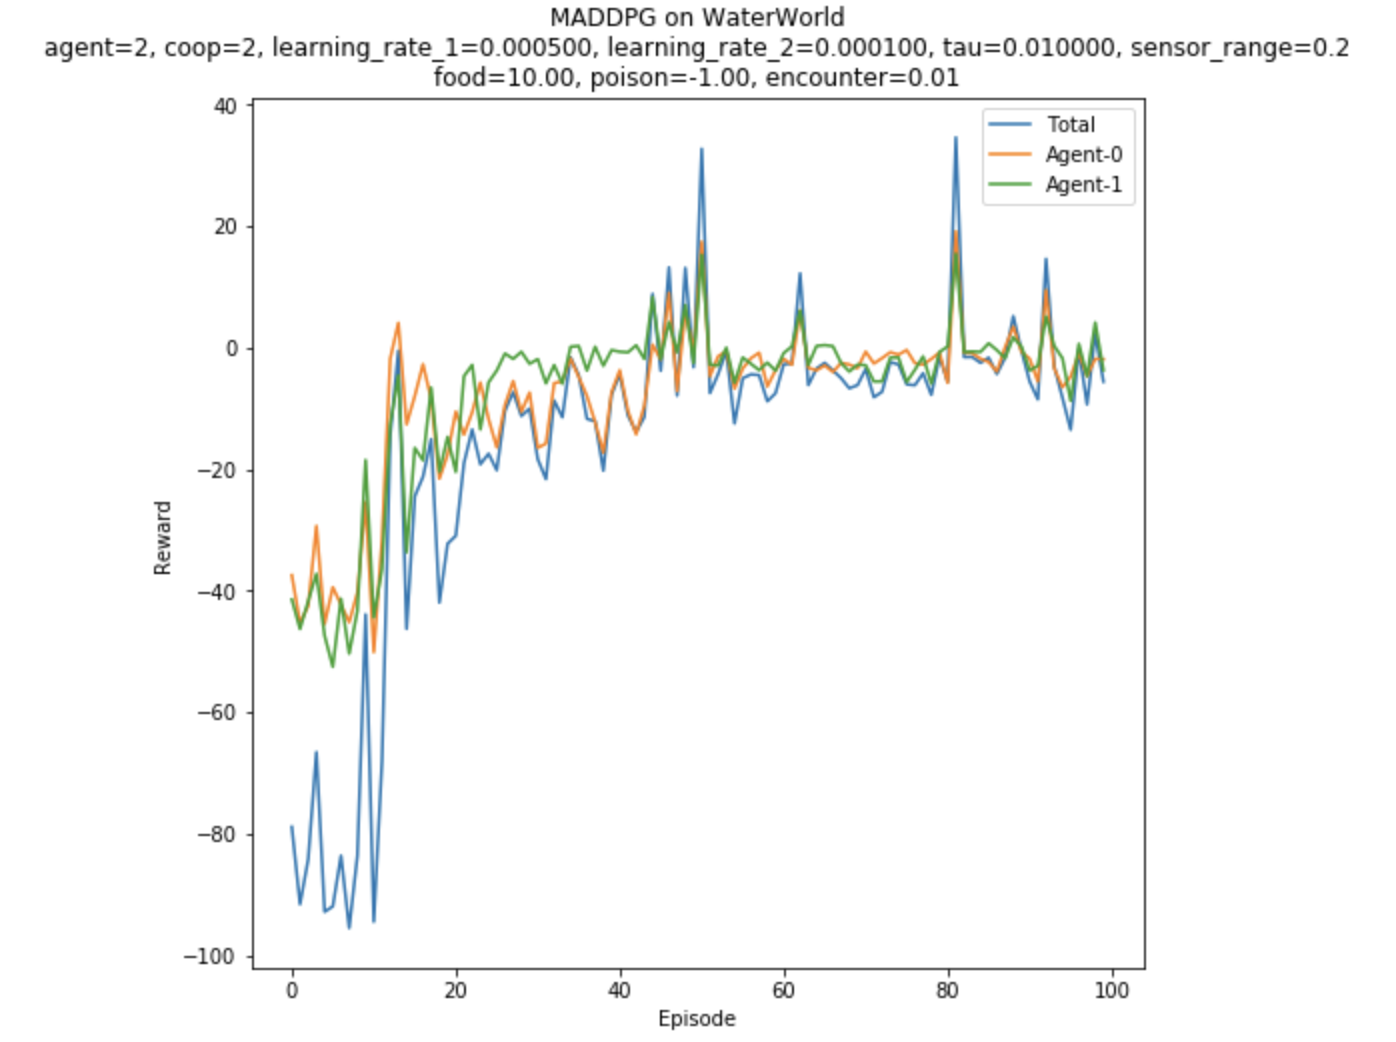 MADDPG on WaterWorld
agent=2, coop=2, learning_rate_1=0.000500, learning_rate_2=0.000100, tau=0.010000, sensor_range=0.2
food=10.00, poison=-1.00, encounter=0.01
Total
Agent-0
Agent-1
40
20
0
−20
−40
−60
−80
−100
Reward
0
20
40
60
80
100
Episode